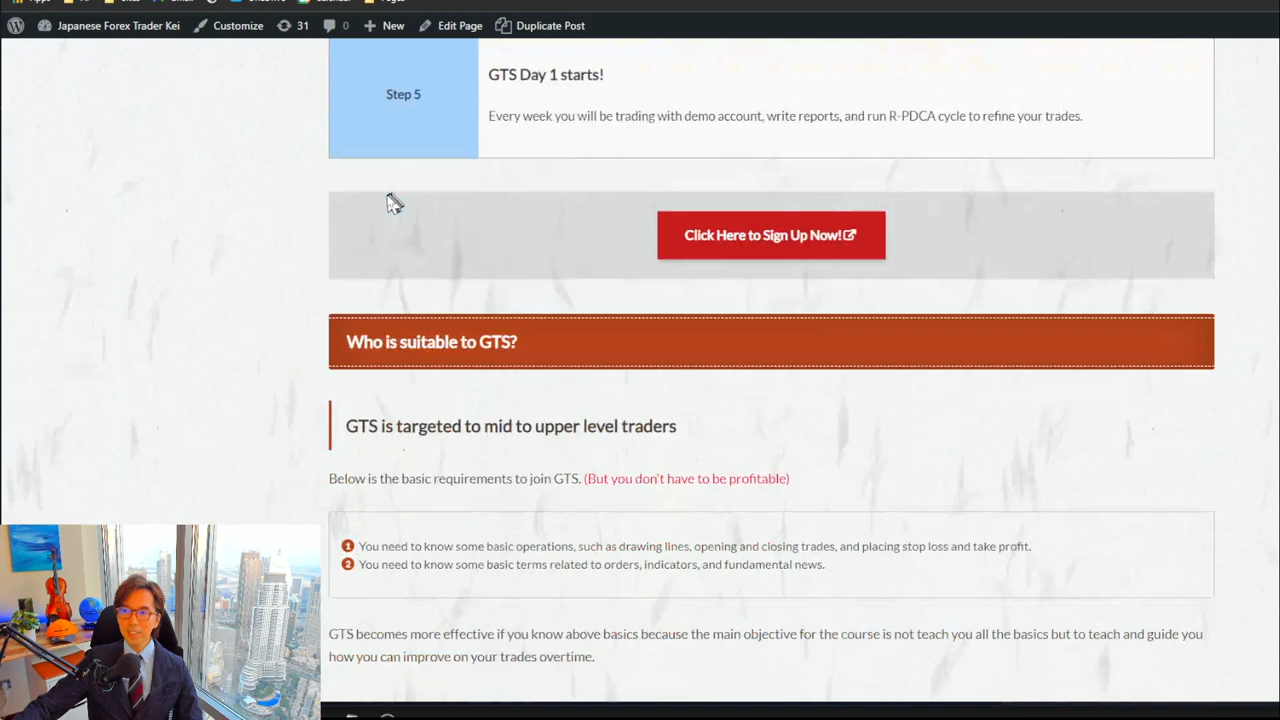 Japanese Forex Trader Kei Customize 31 0 New Edit Page Duplicate Post
GTS Day 1 starts!
Step 5
Every week you will be trading with demo account, write reports, and run R-PDCA cycle to refine your trades.
Click Here to Sign Up Now!
Who is suitable to GTS?
GTS is targeted to mid to upper level traders
Below is the basic requirements to join GTS. (But you don't have to be profitable)
1 You need to know some basic operations, such as drawing lines, opening and closing trades, and placing stop loss and take profit.
2 You need to know some basic terms related to orders, indicators, and fundamental news.
GTS becomes more effective if you know above basics because the main objective for the course is not teach you all the basics but to teach and guide you
how you can improve on your trades overtime.